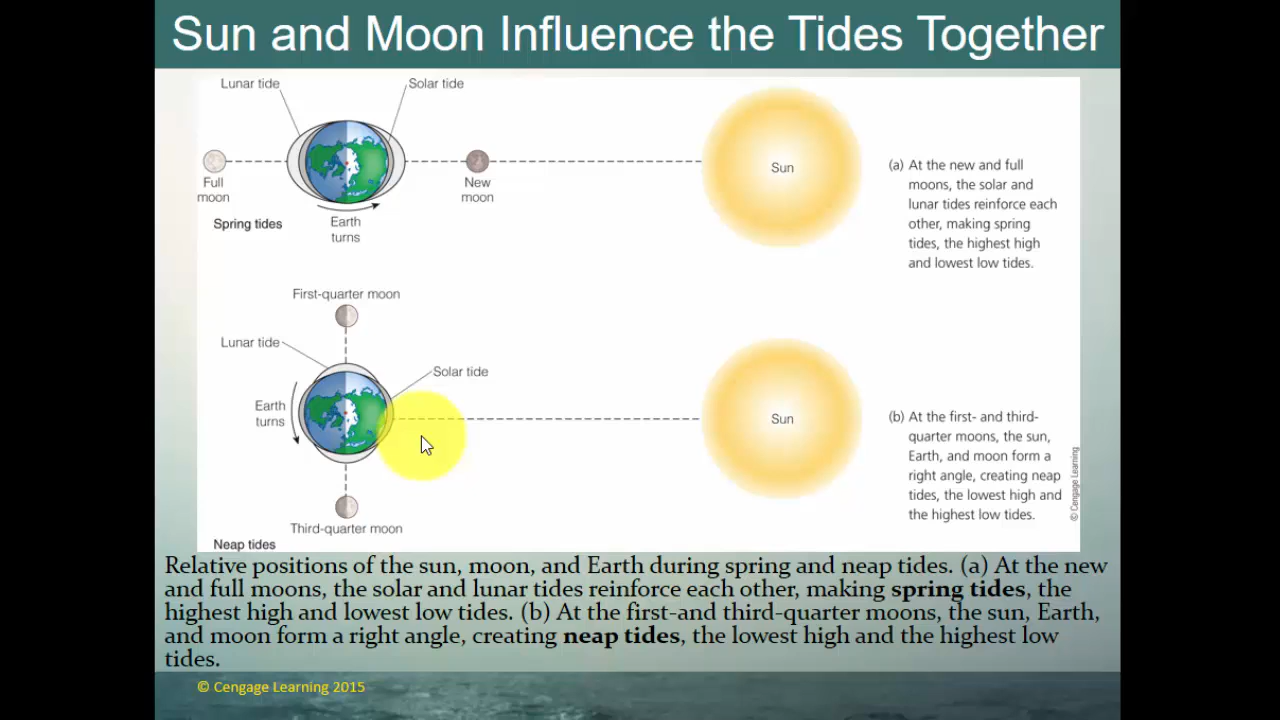 Sun and Moon Influence the Tides Together
Lunar tide
Solar tide
Full
moon
New
moon
Sun
Spring tides
Earth
turns
(a) At the new and full
moons, the solar and
lunar tides reinforce each
other, making spring
tides, the highest high
and lowest low tides.
First-quarter moon
Lunar tide
Solar tide
Earth
turns
Sun
Third-quarter moon
Neap tides
(b) At the first- and third-
quarter moons, the sun,
Earth, and moon form a
right angle, creating neap
tides, the lowest high and
the highest low tides.
© Cengage Learning
Relative positions of the sun, moon, and Earth during spring and neap tides. (a) At the new
and full moons, the solar and lunar tides reinforce each other, making spring tides, the
highest high and lowest low tides. (b) At the first-and third-quarter moons, the sun, Earth,
and moon form a right angle, creating neap tides, the lowest high and the highest low
tides.
© Cengage Learning 2015